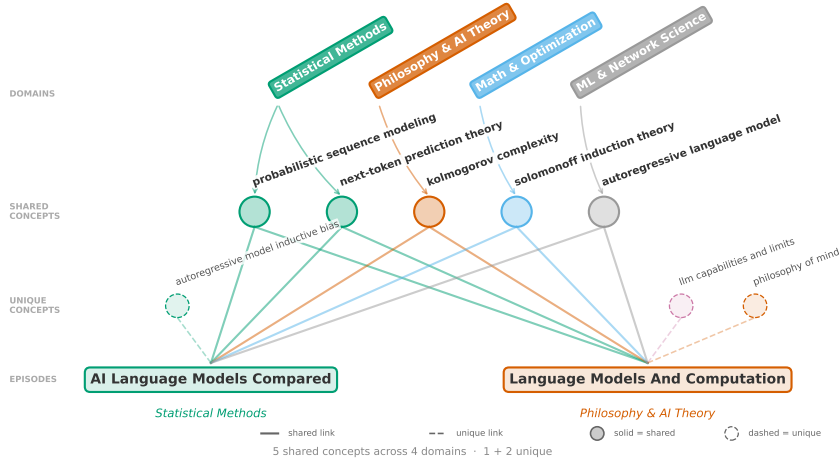 Statistical Methods
Philosophy & AI Theory
Math & Optimization
ML & Network Science
DOMAINS
probabilistic sequence modeling
next-token prediction theory
kolmogorov complexity
solomonoff induction theory
autoregressive language model
SHARED
CONCEPTS
autoregressive model inductive bias
llm capabilities and limits
philosophy of mind
UNIQUE
CONCEPTS
EPISODES
AI Language Models Compared
Language Models And Computation
Statistical Methods
Philosophy & AI Theory
shared link
unique link
solid = shared
dashed = unique
5 shared concepts across 4 domains · 1 + 2 unique